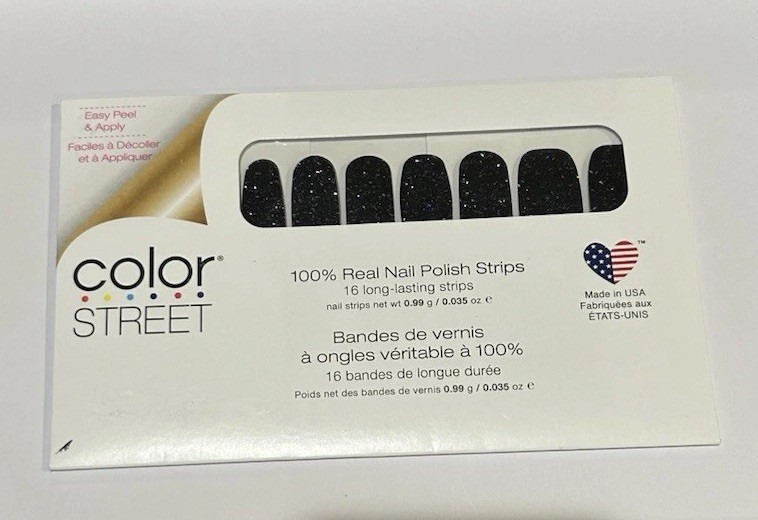 Easy Peel
& Apply
Faciles à Décoller
et à Appliquer
color®
STREET
100% Real Nail Polish Strips
16 long-lasting strips
nail strips net wt 0.99 g / 0.035 oz e
Bandes de vernis
à ongles véritable à 100%
16 bandes de longue durée
Poids net des bandes de vernis 0.99 g / 0.035 oz e
™
Made in USA
Fabriquées aux
ÉTATS-UNIS